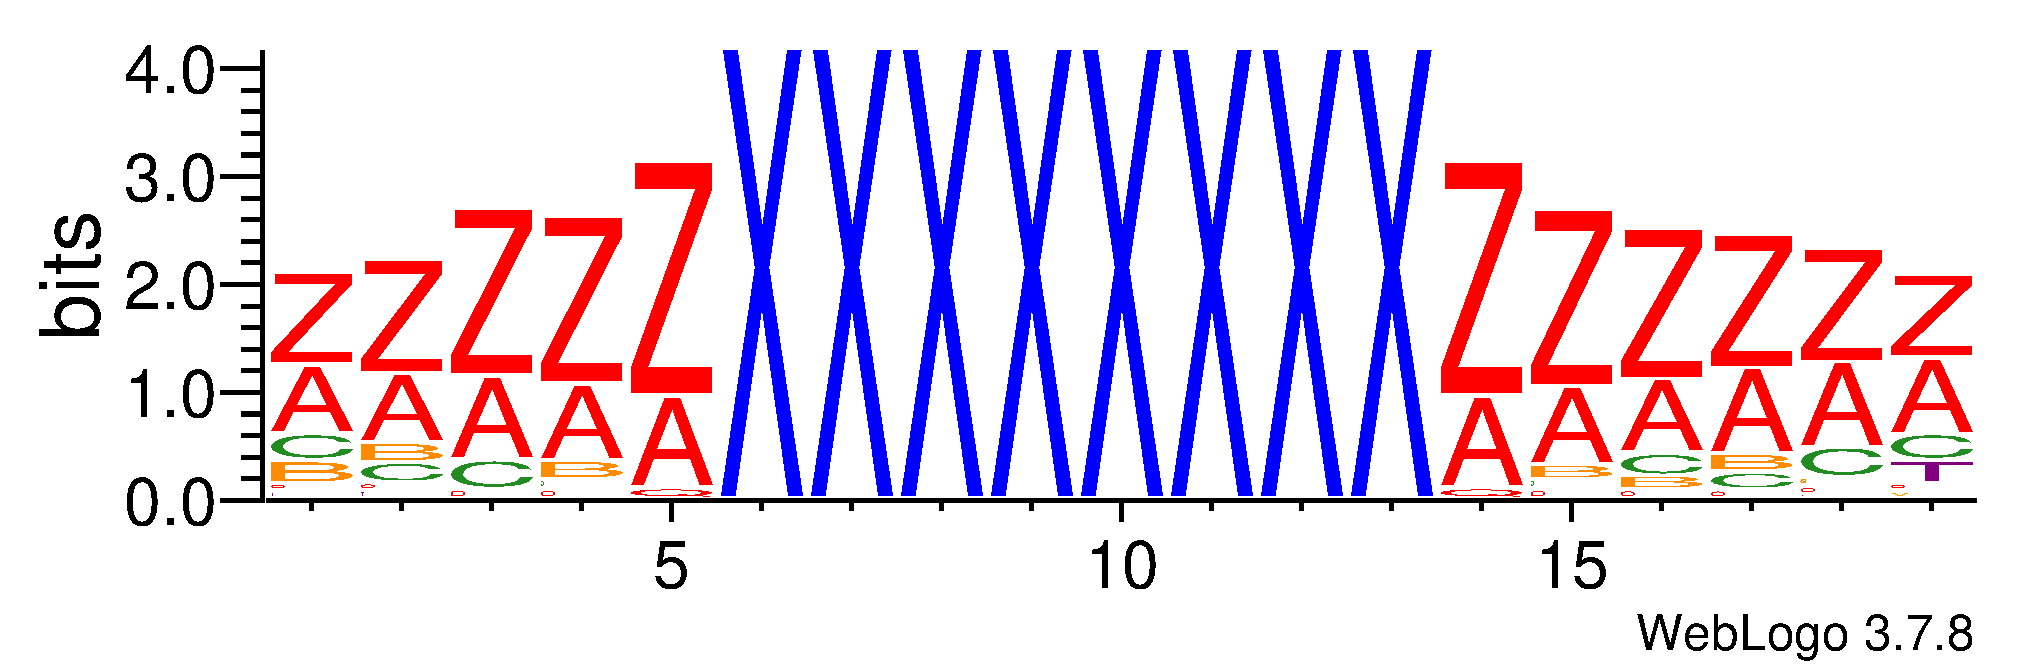 4.0
3.0
2.0
1.0
0.0
bits
Z Z Z Z Z W W W W W W W W Z Z Z Z Z Z
A A A A A A A A A A A
C B C B B C B C C
B C B C T
5 10 15
WebLogo 3.7.8